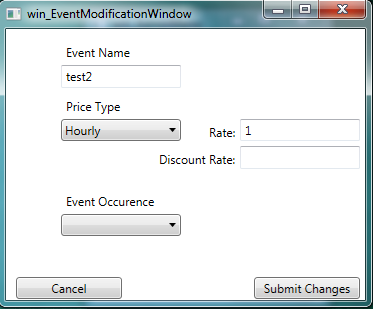 win_EventModificationWindow
Event Name
test2
Price Type
Hourly
Rate: 1
Discount Rate:
Event Occurence
Cancel
Submit Changes